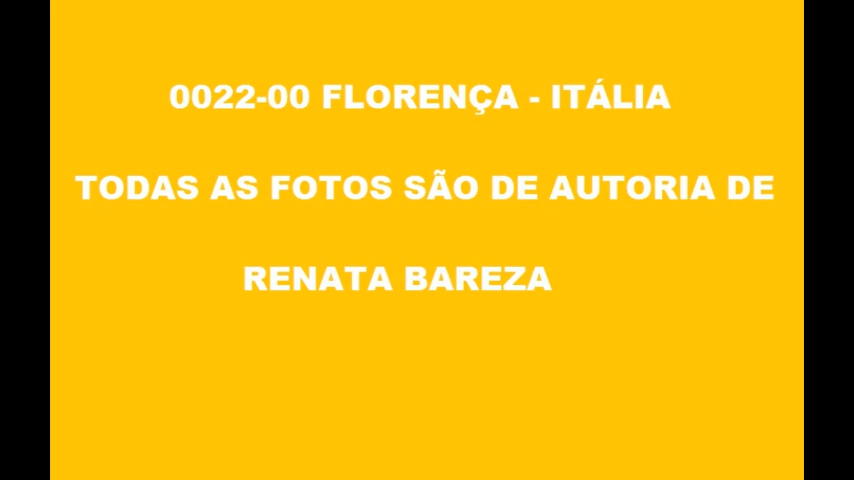 0022-00 FLORENÇA - ITÁLIA
TODAS AS FOTOS SÃO DE AUTORIA DE
RENATA BAREZA